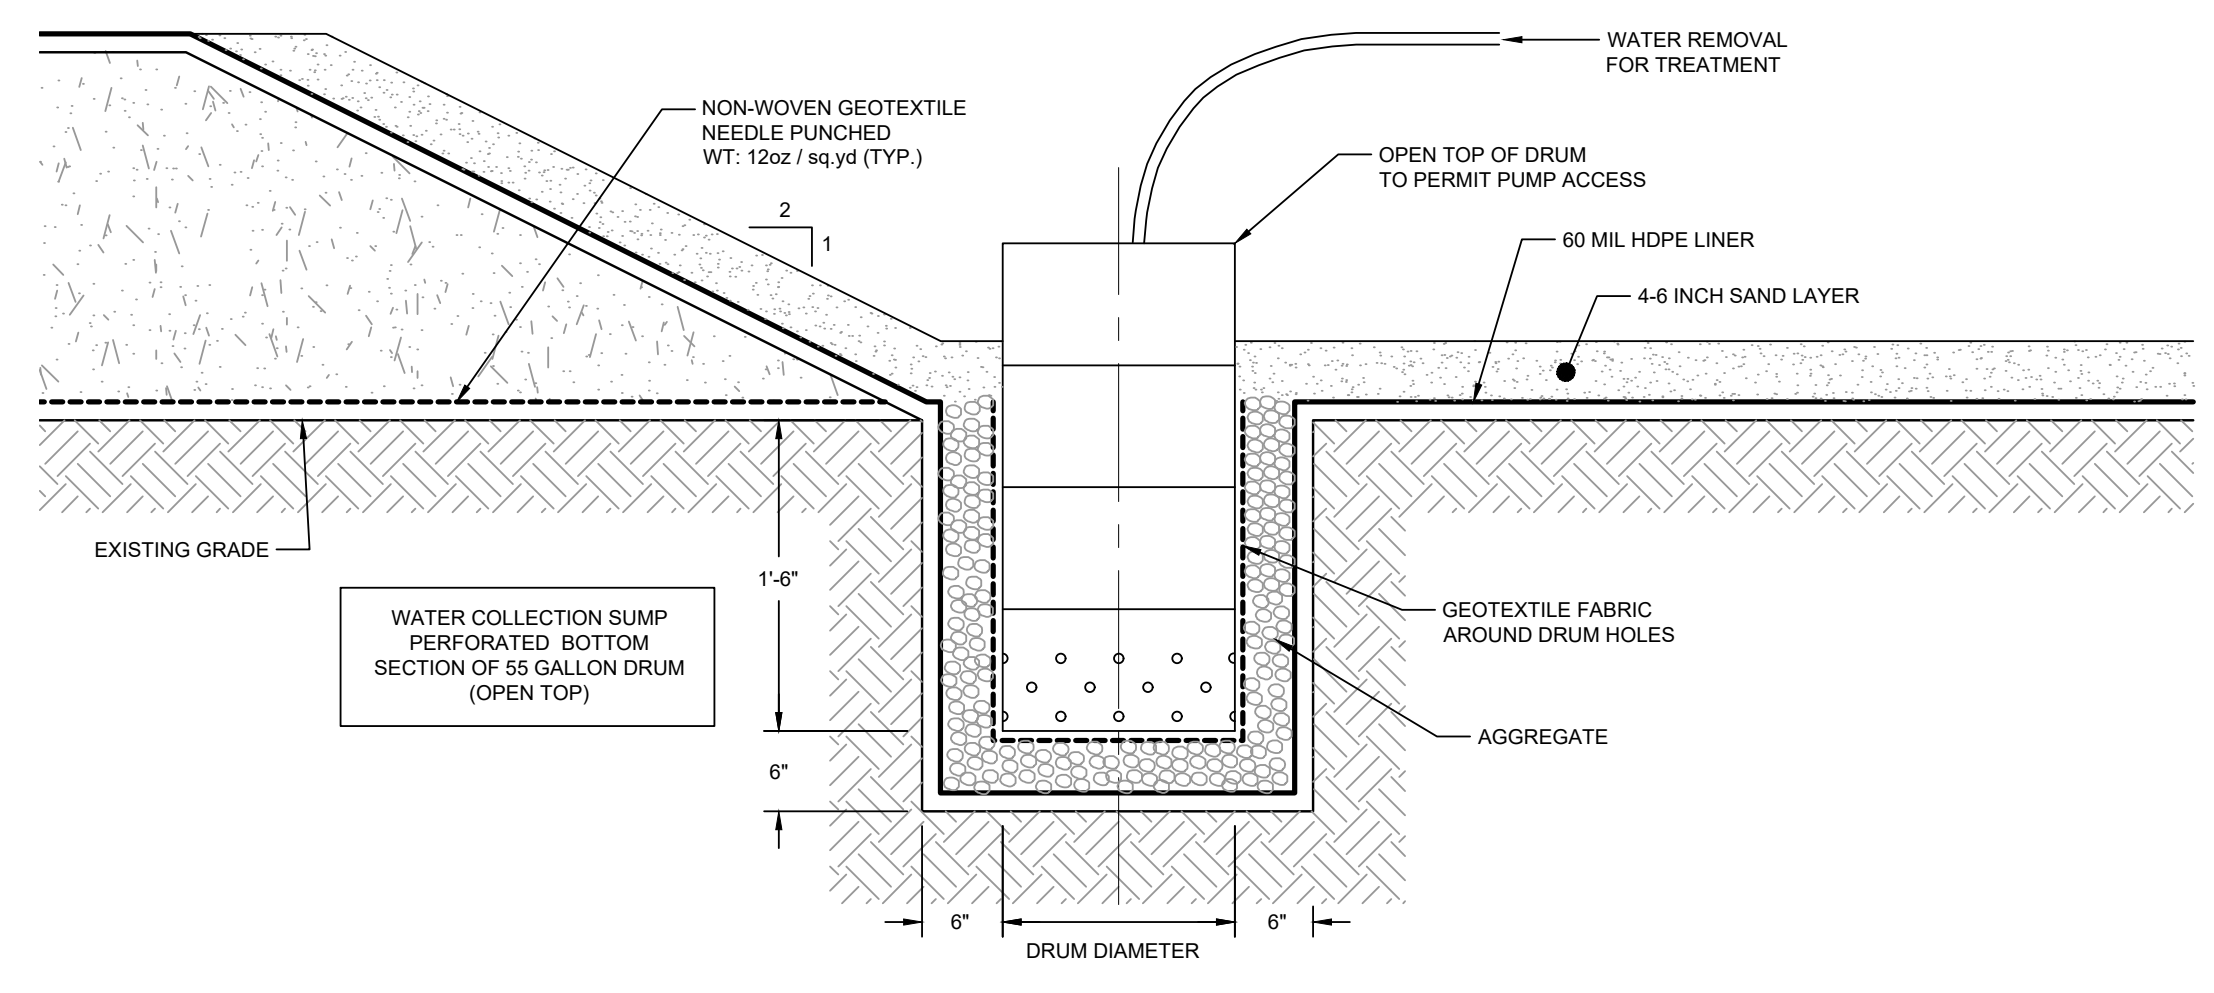 WATER REMOVAL
FOR TREATMENT
NON-WOVEN GEOTEXTILE
NEEDLE PUNCHED
WT: 12oz / sq.yd (TYP.)
OPEN TOP OF DRUM
TO PERMIT PUMP ACCESS
2
1
60 MIL HDPE LINER
4-6 INCH SAND LAYER
EXISTING GRADE
1'-6"
WATER COLLECTION SUMP
PERFORATED BOTTOM
SECTION OF 55 GALLON DRUM
(OPEN TOP)
GEOTEXTILE FABRIC
AROUND DRUM HOLES
AGGREGATE
6"
6"
6"
DRUM DIAMETER